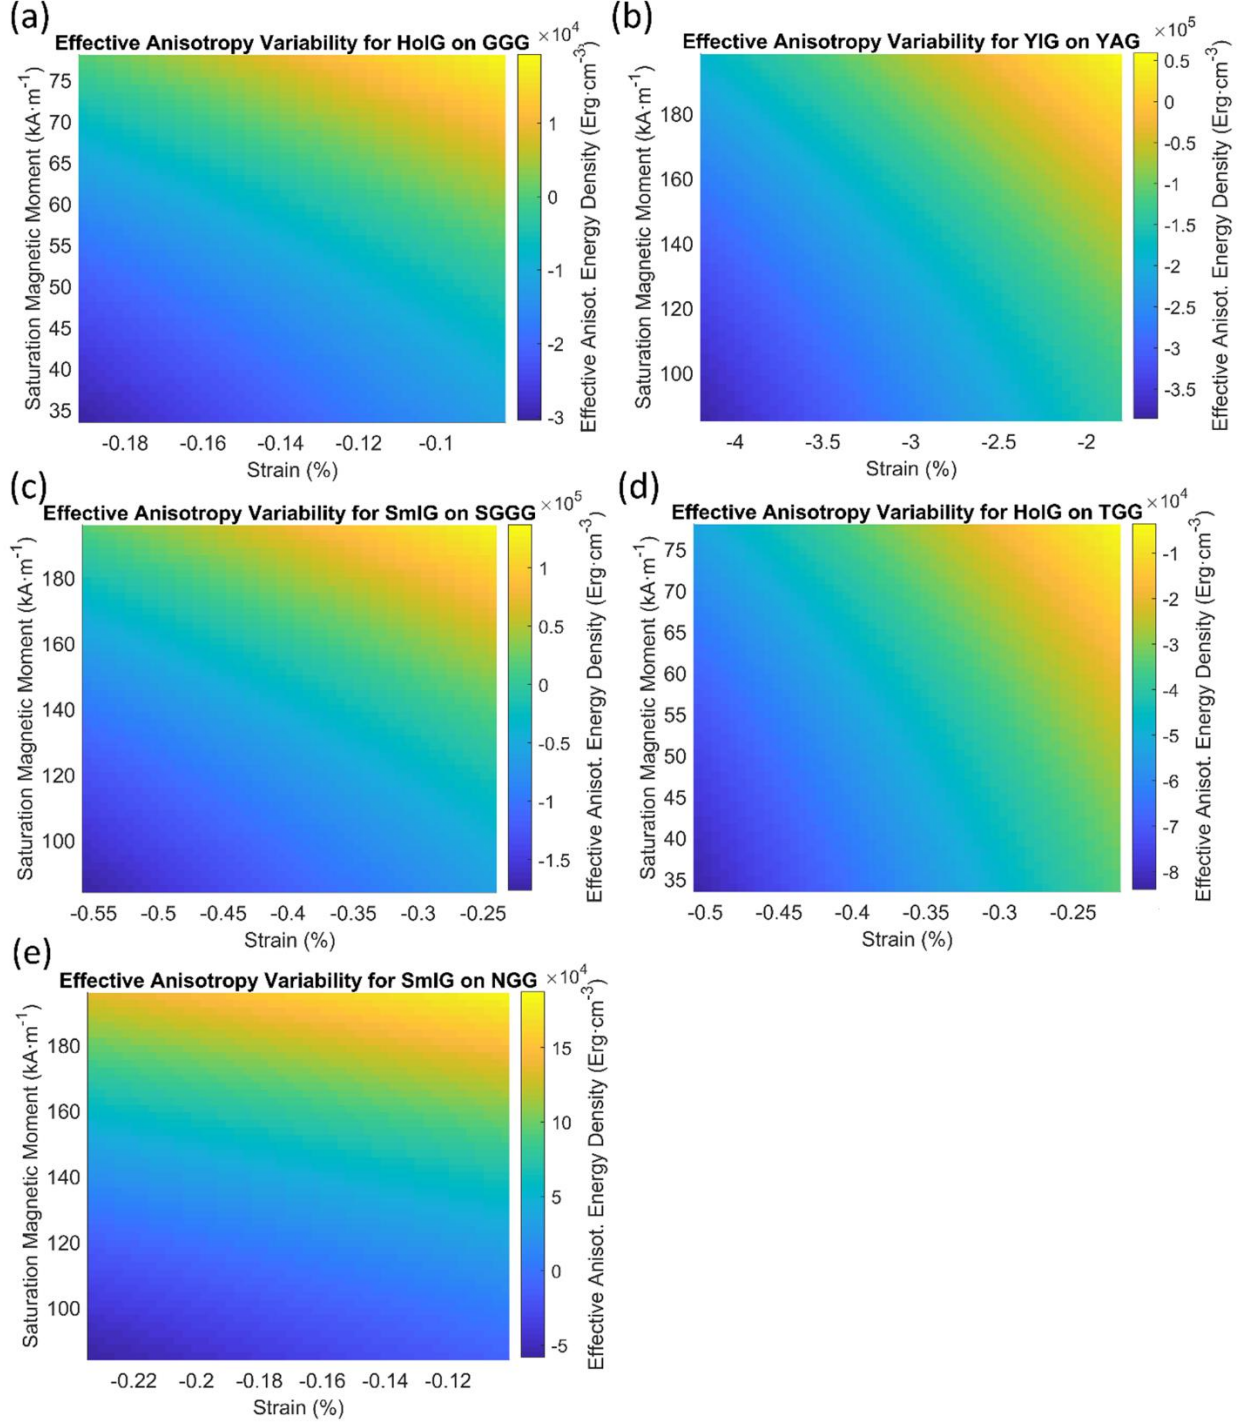 (a)
Effective Anisotropy Variability for HoIG on GGG
×10⁴
Saturation Magnetic Moment (kA·m⁻¹)
75
70
65
60
55
50
45
40
35
-0.18 -0.16 -0.14 -0.12 -0.1
Strain (%)
1
0
-1
-2
-3
Effective Anisot. Energy Density (Erg·cm⁻³)
(b)
Effective Anisotropy Variability for YIG on YAG
×10⁵
Saturation Magnetic Moment (kA·m⁻¹)
180
160
140
120
100
-4 -3.5 -3 -2.5 -2
Strain (%)
0.5
0
-0.5
-1
-1.5
-2
-2.5
-3
-3.5
Effective Anisot. Energy Density (Erg·cm⁻³)
(c)
Effective Anisotropy Variability for SmIG on SGGG
×10⁵
Saturation Magnetic Moment (kA·m⁻¹)
180
160
140
120
100
-0.55 -0.5 -0.45 -0.4 -0.35 -0.3 -0.25
Strain (%)
1
0.5
0
-0.5
-1
-1.5
Effective Anisot. Energy Density (Erg·cm⁻³)
(d)
Effective Anisotropy Variability for HoIG on TGG
×10⁴
Saturation Magnetic Moment (kA·m⁻¹)
75
70
65
60
55
50
45
40
35
-0.5 -0.45 -0.4 -0.35 -0.3 -0.25
Strain (%)
-1
-2
-3
-4
-5
-6
-7
-8
Effective Anisot. Energy Density (Erg·cm⁻³)
(e)
Effective Anisotropy Variability for SmIG on NGG
×10⁴
Saturation Magnetic Moment (kA·m⁻¹)
180
160
140
120
100
-0.22 -0.2 -0.18 -0.16 -0.14 -0.12
Strain (%)
15
10
5
0
-5
Effective Anisot. Energy Density (Erg·cm⁻³)